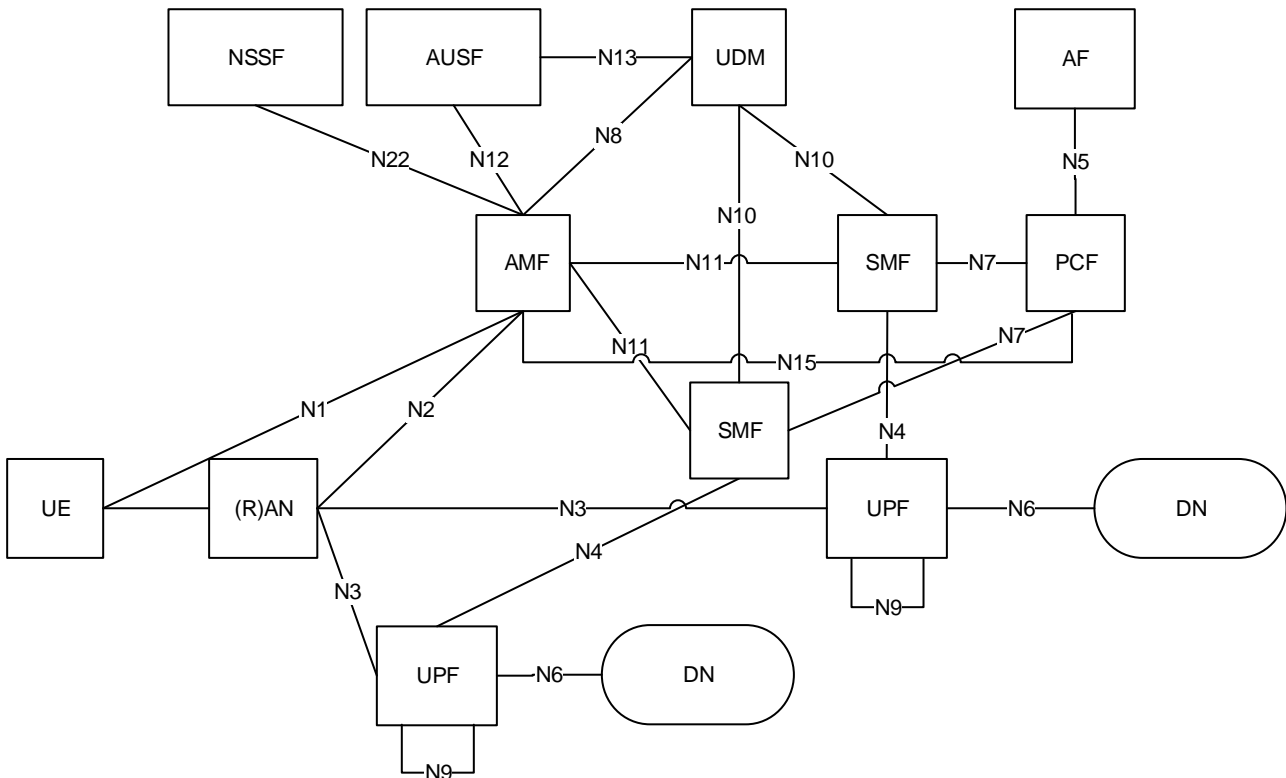 NSSF
AUSF
N13
UDM
AF
N22
N12
N8
N10
N5
N10
AMF
N11
SMF
N7
PCF
N11
N7
N15
N1
N2
SMF
N4
UE
(R)AN
N3
UPF
N6
DN
N4
N3
N9
UPF
N6
DN
N9